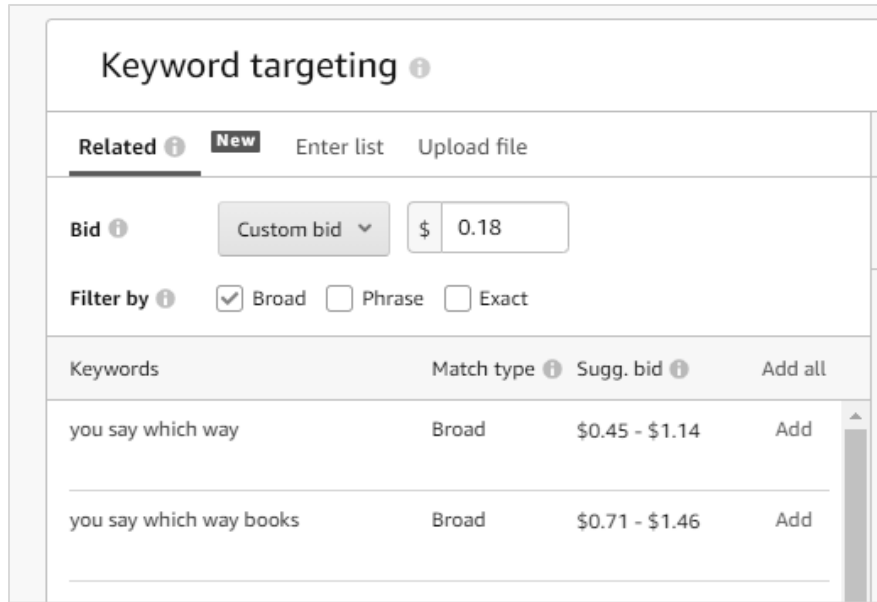 Keyword targeting
Related New Enter list Upload file
Bid Custom bid $ 0.18
Filter by Broad Phrase Exact
Keywords Match type Sugg. bid Add all
you say which way Broad $0.45 - $1.14 Add
you say which way books Broad $0.71 - $1.46 Add